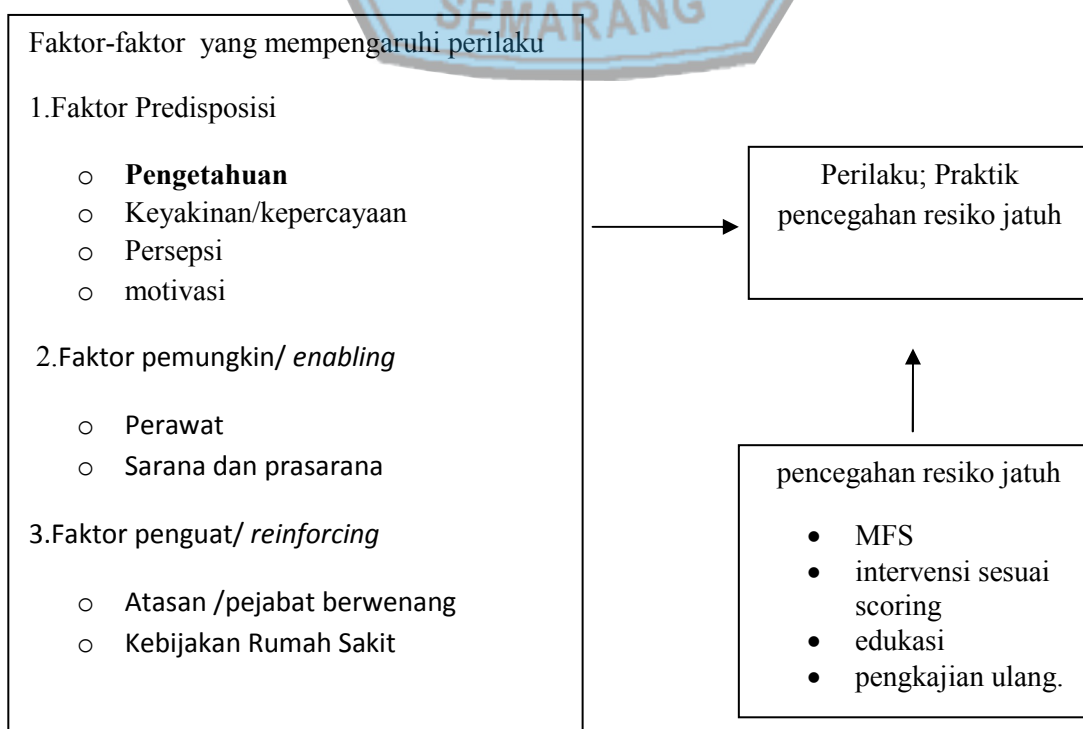 SEMARANG
Faktor-faktor yang mempengaruhi perilaku
1.Faktor Predisposisi
o Pengetahuan
o Keyakinan/kepercayaan
o Persepsi
o motivasi
2.Faktor pemungkin/ enabling
o Perawat
o Sarana dan prasarana
3.Faktor penguat/ reinforcing
o Atasan /pejabat berwenang
o Kebijakan Rumah Sakit
Perilaku; Praktik
pencegahan resiko jatuh
pencegahan resiko jatuh
• MFS
• intervensi sesuai
scoring
• edukasi
• pengkajian ulang.